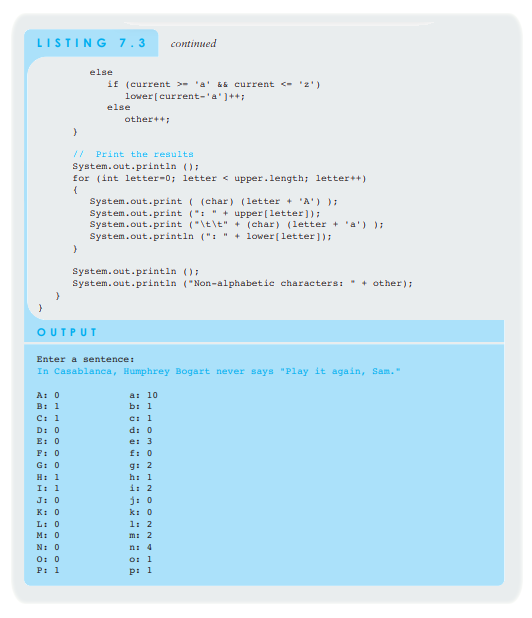 LISTING 7.3 continued
else
if (current >= 'a' && current <= 'z')
lower[current-'a']++;
else
other++;
}
// Print the results
System.out.println ();
for (int letter=0; letter < upper.length; letter++)
{
System.out.print ( (char) (letter + 'A') );
System.out.print (": " + upper[letter]);
System.out.print ("\t\t" + (char) (letter + 'a') );
System.out.println (": " + lower[letter]);
}
System.out.println ();
System.out.println ("Non-alphabetic characters: " + other);
}
}
OUTPUT
Enter a sentence:
In Casablanca, Humphrey Bogart never says "Play it again, Sam."
A: 0 a: 10
B: 1 b: 1
C: 1 c: 1
D: 0 d: 0
E: 0 e: 3
F: 0 f: 0
G: 0 g: 2
H: 1 h: 1
I: 1 i: 2
J: 0 j: 0
K: 0 k: 0
L: 0 l: 2
M: 0 m: 2
N: 0 n: 4
O: 0 o: 1
P: 1 p: 1